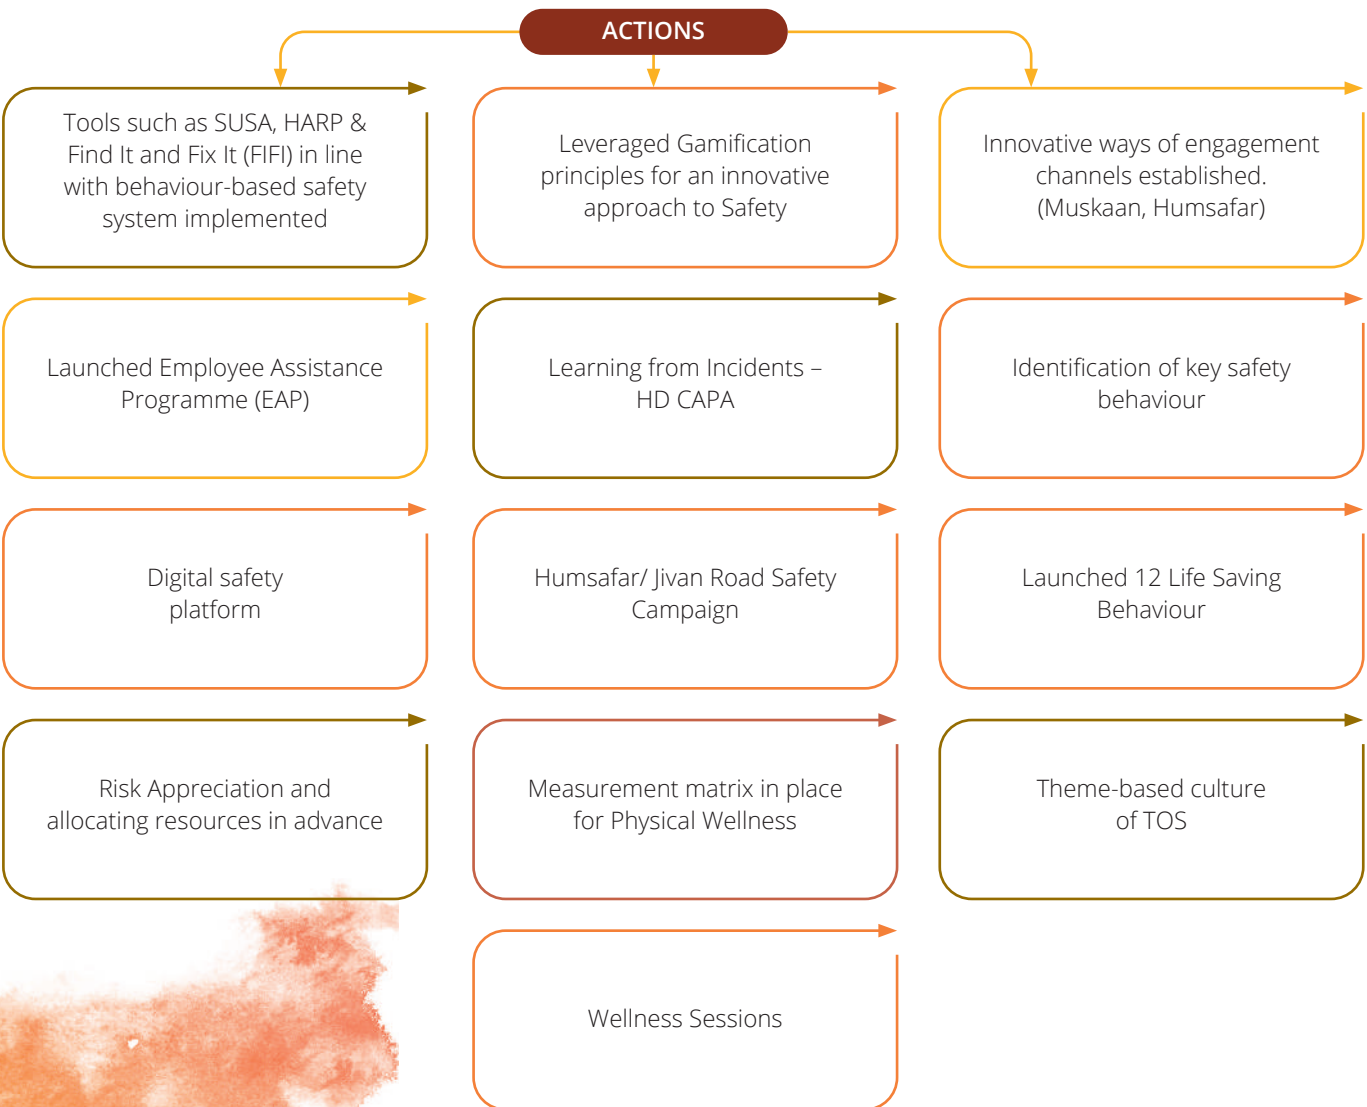 ACTIONS
Tools such as SUSA, HARP &
Find It and Fix It (FIFI) in line
with behaviour-based safety
system implemented
Leveraged Gamification
principles for an innovative
approach to Safety
Innovative ways of engagement
channels established.
(Muskaan, Humsafar)
Launched Employee Assistance
Programme (EAP)
Learning from Incidents –
HD CAPA
Identification of key safety
behaviour
Digital safety
platform
Humsafar/ Jivan Road Safety
Campaign
Launched 12 Life Saving
Behaviour
Risk Appreciation and
allocating resources in advance
Measurement matrix in place
for Physical Wellness
Theme-based culture
of TOS
Wellness Sessions